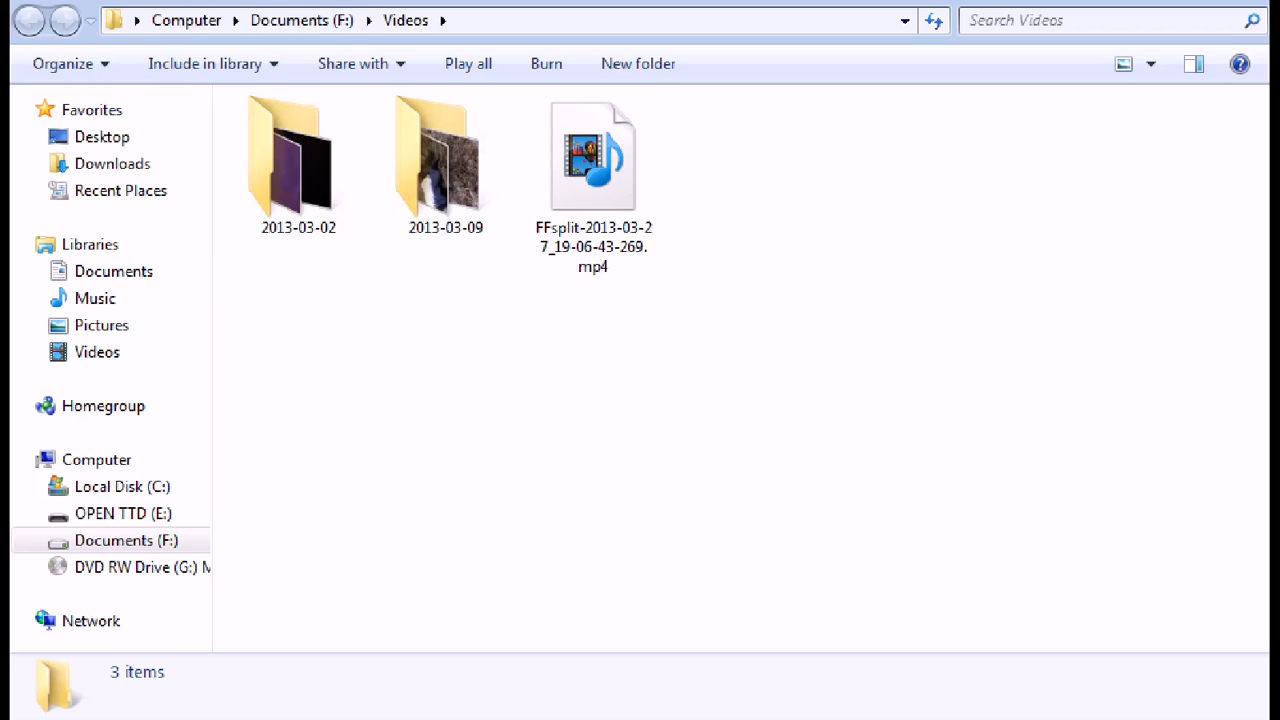 Computer Documents (F:) Videos
Search Videos
Organize Include in library Share with Play all Burn New folder
Favorites
Desktop
Downloads
Recent Places
Libraries
Documents
Music
Pictures
Videos
Homegroup
Computer
Local Disk (C:)
OPEN TTD (E:)
Documents (F:)
DVD RW Drive (G:) M
Network
2013-03-02
2013-03-09
FFsplit-2013-03-2
7_19-06-43-269.
mp4
3 items